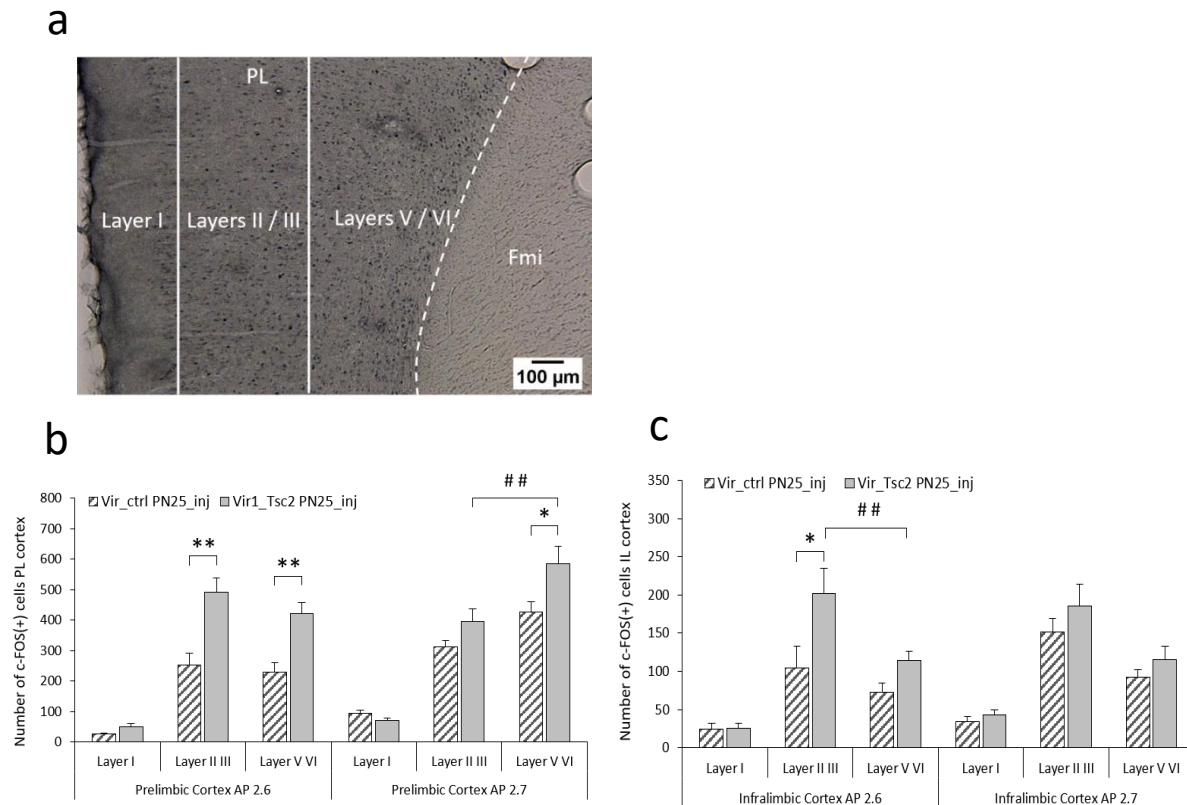 a
PL
Layer I
Layers II / III
Layers V / VI
Fmi
100 µm
b
Number of c-FOS(+) cells PL cortex
800
700
600
500
400
300
200
100
0
Vir_ctrl PN25_inj
Vir1_Tsc2 PN25_inj
**
**
# #
*
Layer I
Layer II III
Layer V VI
Layer I
Layer II III
Layer V VI
Prelimbic Cortex AP 2.6
Prelimbic Cortex AP 2.7
c
Number of c-FOS(+) cells IL cortex
350
300
250
200
150
100
50
0
Vir_ctrl PN25_inj
Vir_Tsc2 PN25_inj
*
# #
Layer I
Layer II III
Layer V VI
Layer I
Layer II III
Layer V VI
Infralimbic Cortex AP 2.6
Infralimbic Cortex AP 2.7